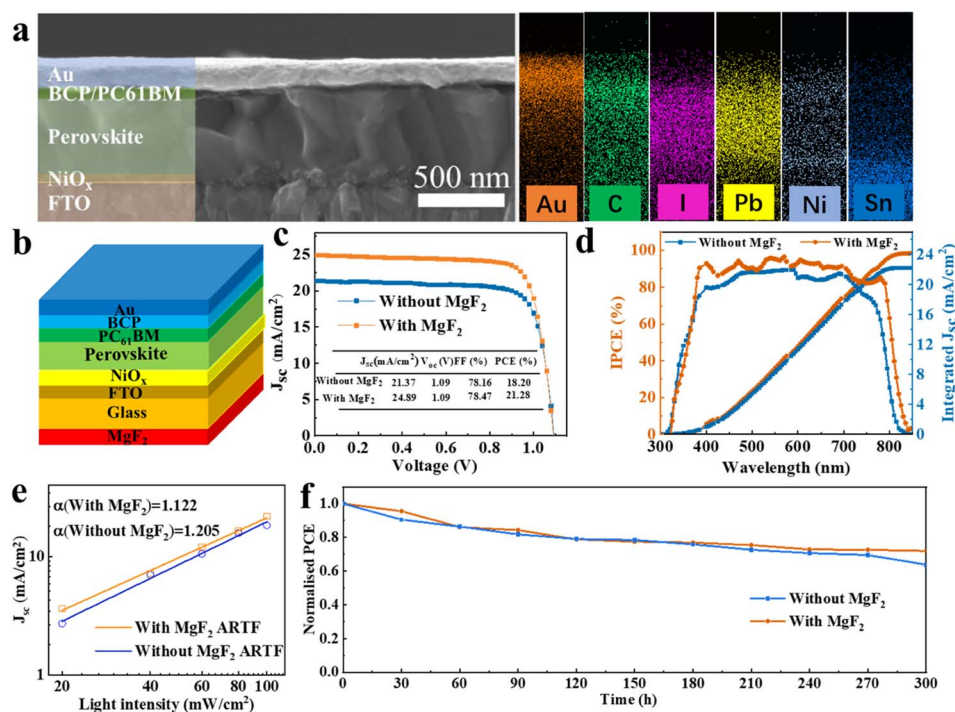 a
Au
BCP/PC61BM
Perovskite
NiOₓ
FTO
500 nm
Au C I Pb Ni Sn
b
Au
BCP
PC₆₁BM
Perovskite
NiOₓ
FTO
Glass
MgF₂
c
J_SC (mA/cm²)
25
20
15
10
5
0
Without MgF₂
With MgF₂
J_sc(mA/cm²) V_oc (V) FF (%) PCE (%)
Without MgF₂ 21.37 1.09 78.16 18.20
With MgF₂ 24.89 1.09 78.47 21.28
0.0 0.2 0.4 0.6 0.8 1.0
Voltage (V)
d
Without MgF₂ With MgF₂
IPCE (%)
100
80
60
40
20
0
24
20
16
12
8
4
0
Integrated J_SC (mA/cm²)
300 400 500 600 700 800
Wavelength (nm)
e
α(With MgF₂)=1.122
α(Without MgF₂)=1.205
J_sc (mA/cm²)
10
1
With MgF₂ ARTF
Without MgF₂ ARTF
20 40 60 80 100
Light intensity (mW/cm²)
f
Normalised PCE
1.0
0.8
0.6
0.4
0.2
0.0
Without MgF₂
With MgF₂
0 30 60 90 120 150 180 210 240 270 300
Time (h)